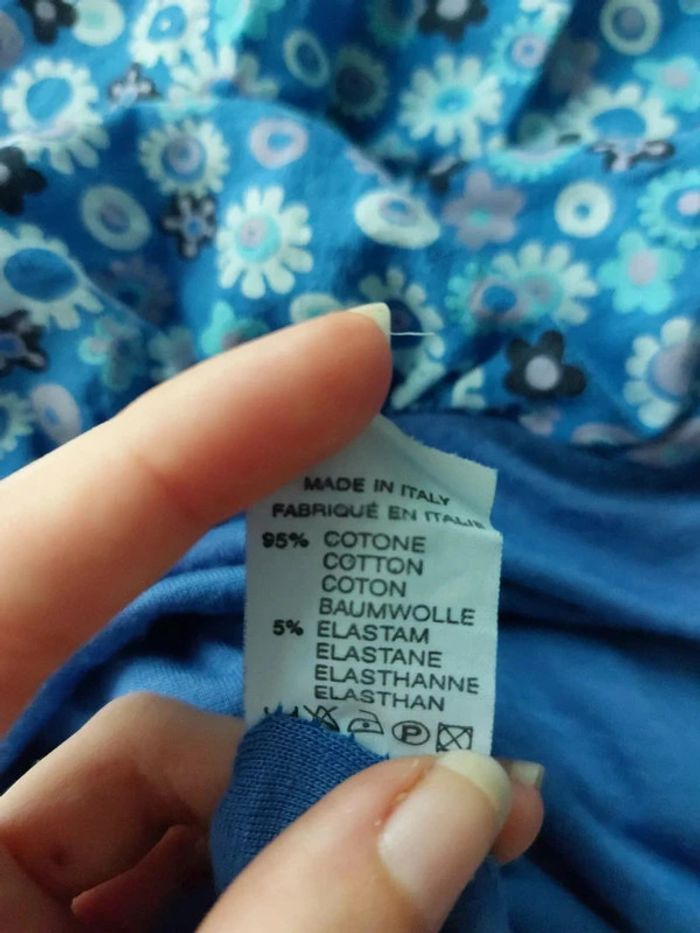 MADE IN ITALY
FABRIQUÉ EN ITALIE
95% COTONE
COTTON
COTON
BAUMWOLLE
5% ELASTAM
ELASTANE
ELASTHANNE
ELASTHAN
P